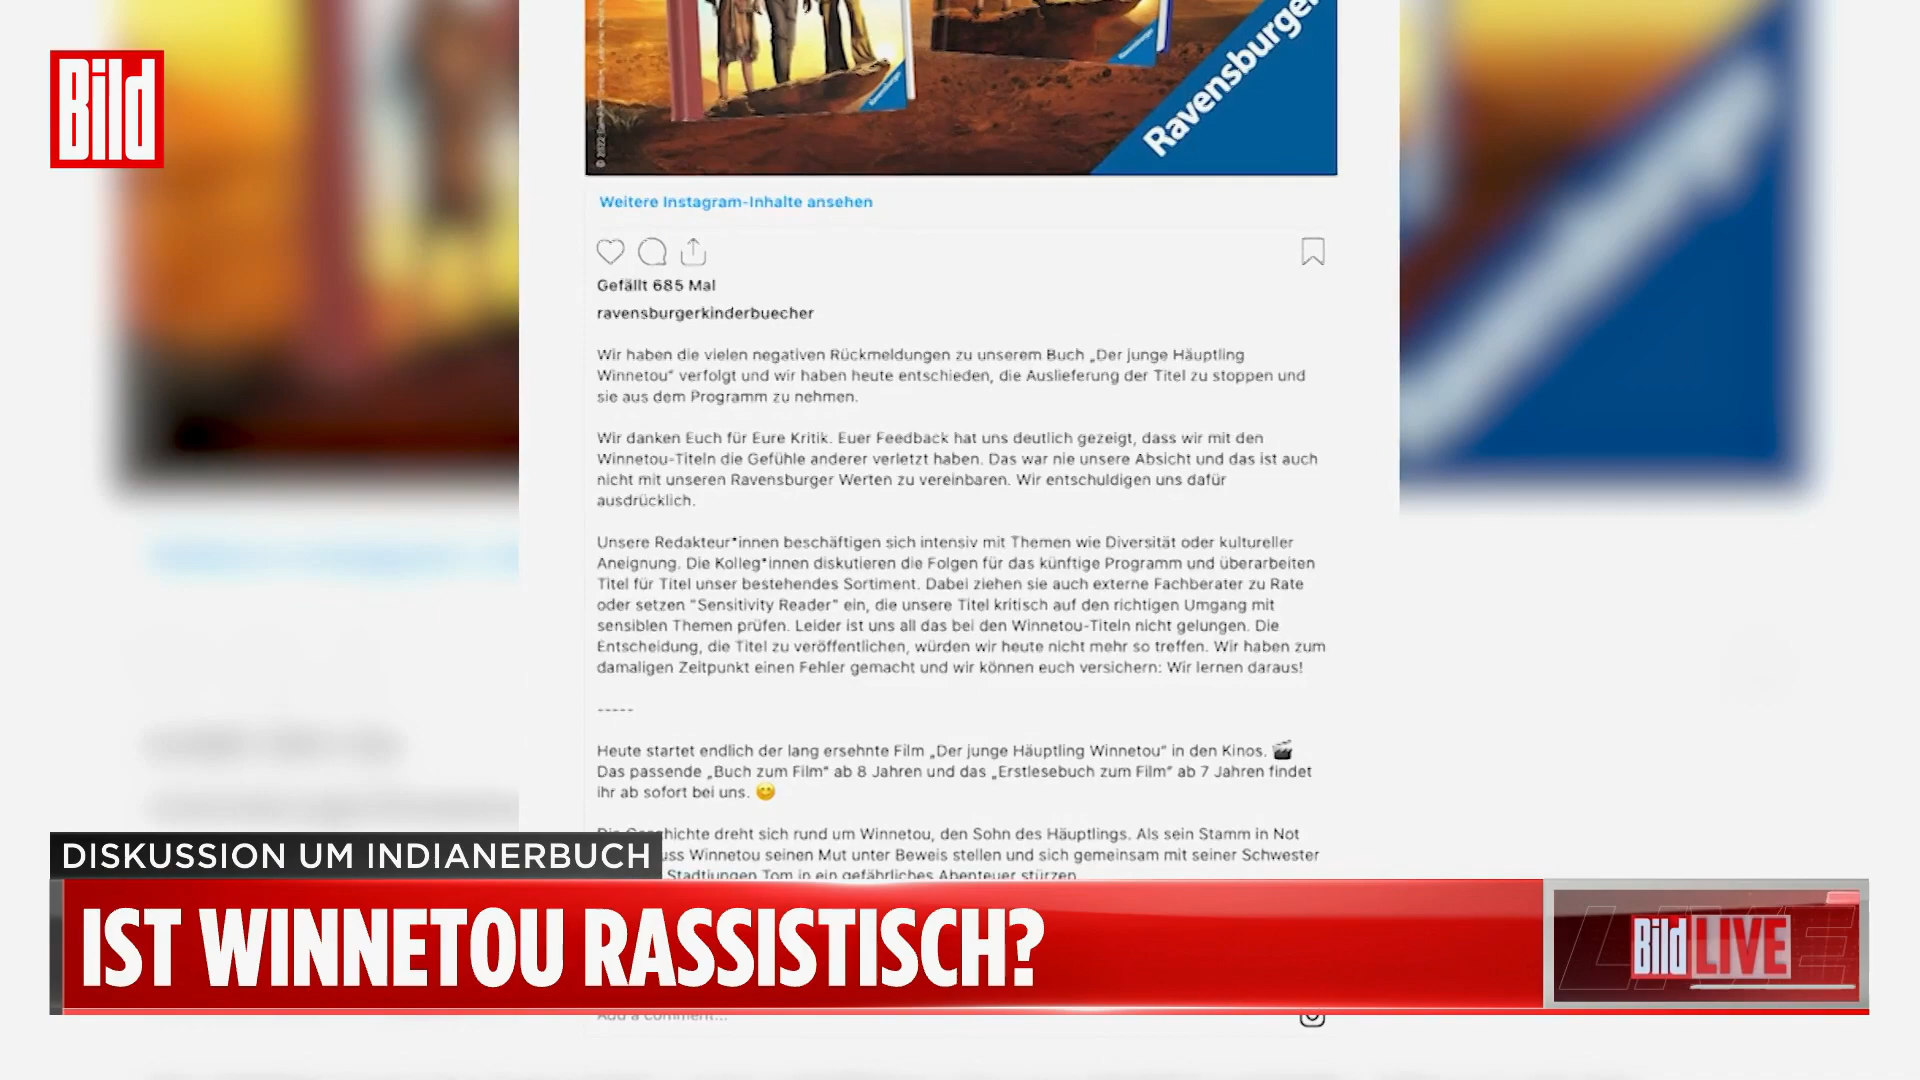 Bild
Ravensburger
Weitere Instagram-Inhalte ansehen
Gefällt 685 Mal
ravensburgerkinderbuecher
Wir haben die vielen negativen Rückmeldungen zu unserem Buch „Der junge Häuptling
Winnetou“ verfolgt und wir haben heute entschieden, die Auslieferung der Titel zu stoppen und
sie aus dem Programm zu nehmen.
Wir danken Euch für Eure Kritik. Euer Feedback hat uns deutlich gezeigt, dass wir mit den
Winnetou-Titeln die Gefühle anderer verletzt haben. Das war nie unsere Absicht und das ist auch
nicht mit unseren Ravensburger Werten zu vereinbaren. Wir entschuldigen uns dafür
ausdrücklich.
Unsere Redakteur*innen beschäftigen sich intensiv mit Themen wie Diversität oder kultureller
Aneignung. Die Kolleg*innen diskutieren die Folgen für das künftige Programm und überarbeiten
Titel für Titel unser bestehendes Sortiment. Dabei ziehen sie auch externe Fachberater zu Rate
oder setzen "Sensitivity Reader" ein, die unsere Titel kritisch auf den richtigen Umgang mit
sensiblen Themen prüfen. Leider ist uns all das bei den Winnetou-Titeln nicht gelungen. Die
Entscheidung, die Titel zu veröffentlichen, würden wir heute nicht mehr so treffen. Wir haben zum
damaligen Zeitpunkt einen Fehler gemacht und wir können euch versichern: Wir lernen daraus!
-----
Heute startet endlich der lang ersehnte Film „Der junge Häuptling Winnetou“ in den Kinos. 🎬
Das passende „Buch zum Film“ ab 8 Jahren und das „Erstlesebuch zum Film“ ab 7 Jahren findet
ihr ab sofort bei uns. 😊
dreht sich rund um Winnetou, den Sohn des Häuptlings. Als sein Stamm in Not
Winnetou seinen Mut unter Beweis stellen und sich gemeinsam mit seiner Schwester
Stadtjungen Tom in ein gefährliches Abenteuer stürzen
DISKUSSION UM INDIANERBUCH
IST WINNETOU RASSISTISCH?
Bild LIVE
Add a comment...